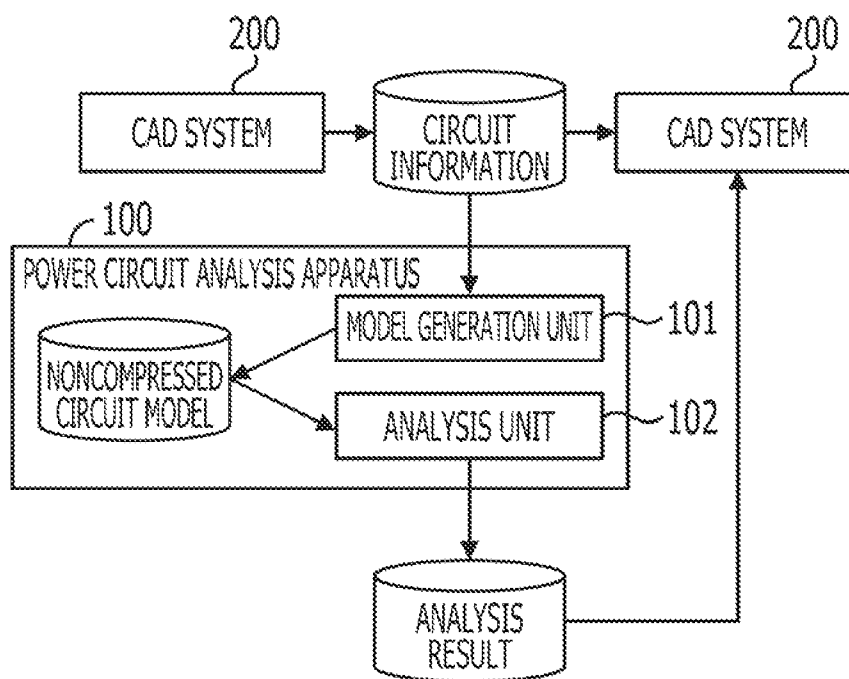 200
200
CAD SYSTEM
CIRCUIT
INFORMATION
CAD SYSTEM
100
POWER CIRCUIT ANALYSIS APPARATUS
MODEL GENERATION UNIT
101
NONCOMPRESSED
CIRCUIT MODEL
ANALYSIS UNIT
102
ANALYSIS
RESULT